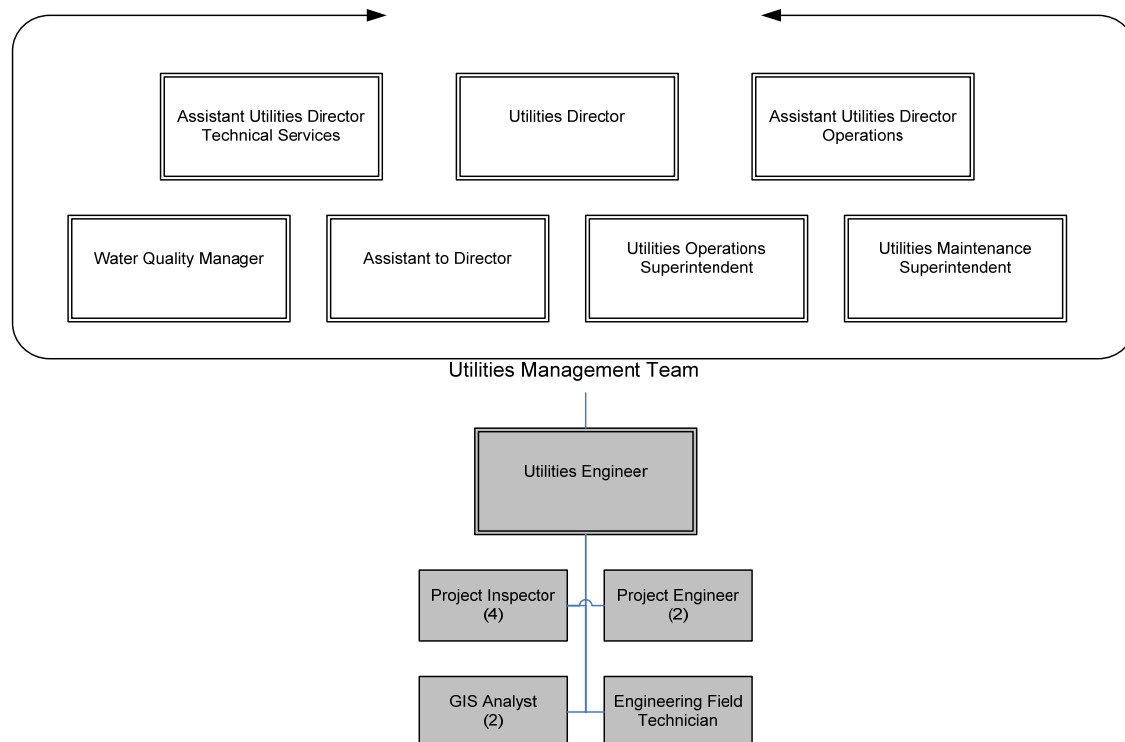 Assistant Utilities Director
Technical Services
Utilities Director
Assistant Utilities Director
Operations
Water Quality Manager
Assistant to Director
Utilities Operations
Superintendent
Utilities Maintenance
Superintendent
Utilities Management Team
Utilities Engineer
Project Inspector
(4)
Project Engineer
(2)
GIS Analyst
(2)
Engineering Field
Technician